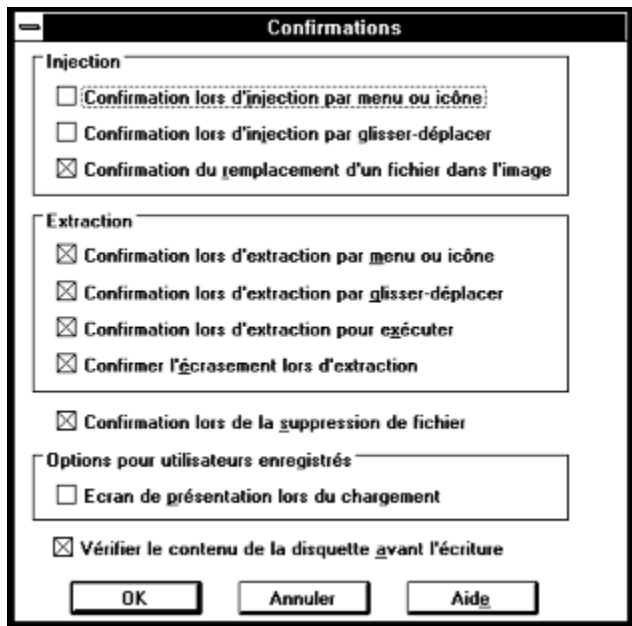 Confirmations
Injection
Confirmation lors d'injection par menu ou icône
Confirmation lors d'injection par glisser-déplacer
Confirmation du remplacement d'un fichier dans l'image
Extraction
Confirmation lors d'extraction par menu ou icône
Confirmation lors d'extraction par glisser-déplacer
Confirmation lors d'extraction pour exécuter
Confirmer l'écrasement lors d'extraction
Confirmation lors de la suppression de fichier
Options pour utilisateurs enregistrés
Ecran de présentation lors du chargement
Vérifier le contenu de la disquette avant l'écriture
OK Annuler Aide